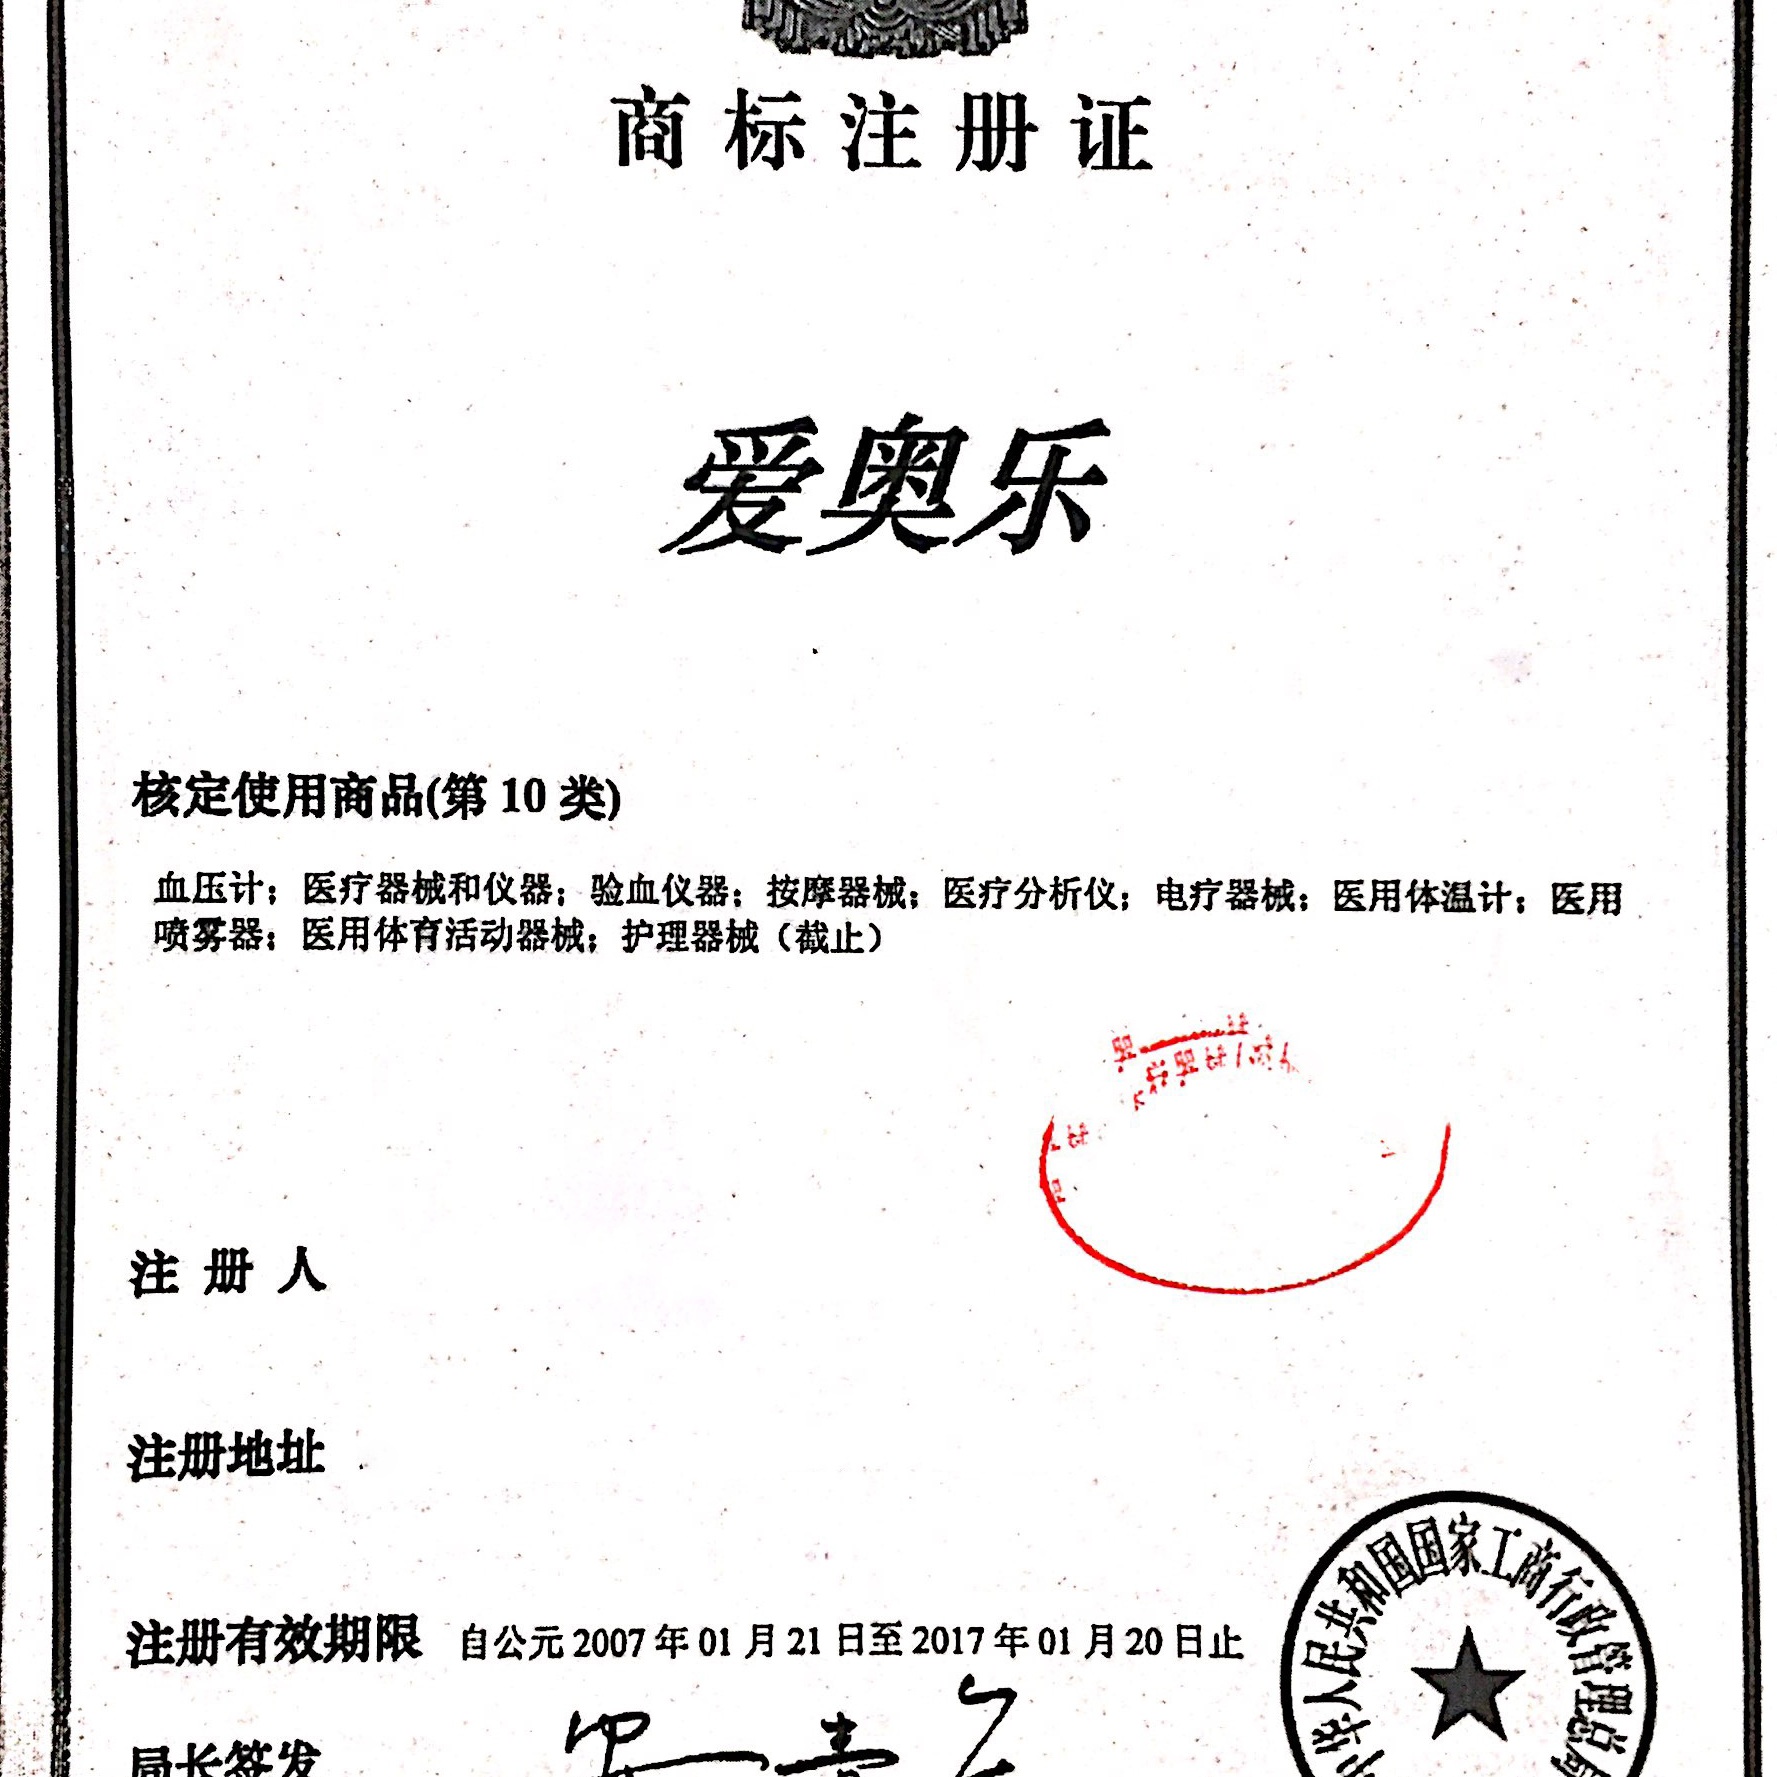 商标注册证
爱奥乐
核定使用商品(第 10 类)
血压计；医疗器械和仪器；验血仪器；按摩器械；医疗分析仪；电疗器械；医用体温计；医用
喷雾器；医用体育活动器械；护理器械（截止）
注 册 人
注册地址
注册有效期限 自公元 2007 年 01 月 21 日至 2017 年 01 月 20 日止
局长签发
中华人民共和国国家工商行政管理总局